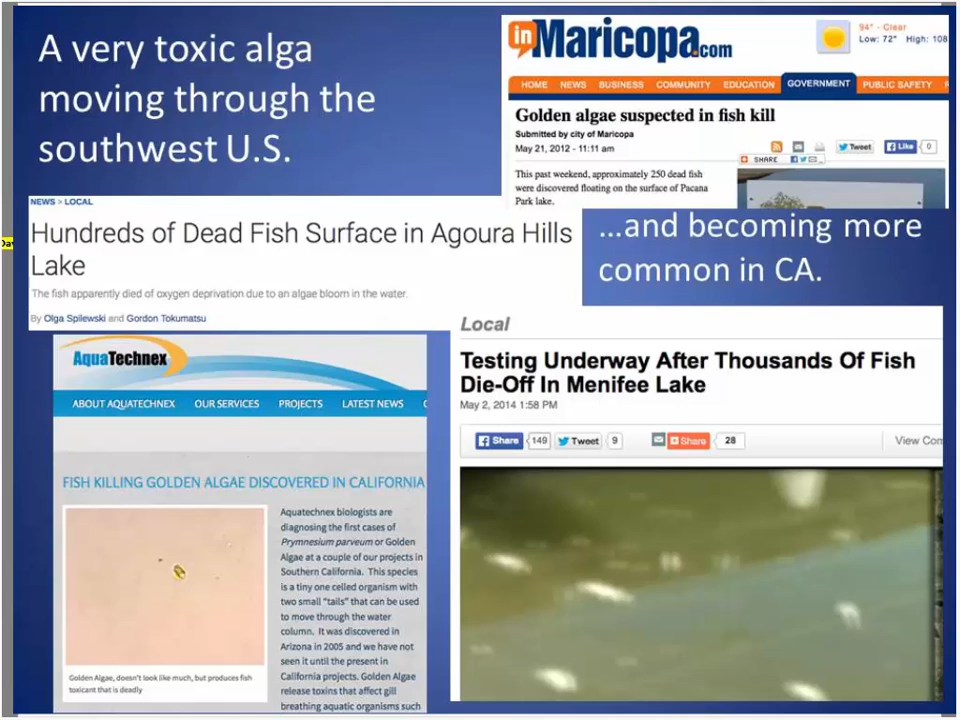 A very toxic alga
moving through the
southwest U.S.
inMaricopa.com
94° - Clear
Low: 72° High: 108
HOME NEWS BUSINESS COMMUNITY EDUCATION GOVERNMENT PUBLIC SAFETY
Golden algae suspected in fish kill
Submitted by city of Maricopa
May 21, 2012 - 11:11 am
Tweet Like 0
SHARE
This past weekend, approximately 250 dead fish
were discovered floating on the surface of Pacana
Park lake.
NEWS > LOCAL
Hundreds of Dead Fish Surface in Agoura Hills
Lake
The fish apparently died of oxygen deprivation due to an algae bloom in the water.
By Olga Spilewski and Gordon Tokumatsu
...and becoming more
common in CA.
AquaTechnex
ABOUT AQUATECHNEX OUR SERVICES PROJECTS LATEST NEWS
FISH KILLING GOLDEN ALGAE DISCOVERED IN CALIFORNIA
Aquatechnex biologists are
diagnosing the first cases of
Prymnesium parveum or Golden
Algae at a couple of our projects in
Southern California. This species
is a tiny one celled organism with
two small “tails” that can be used
to move through the water
column. It was discovered in
Arizona in 2005 and we have not
seen it until the present in
California projects. Golden Algae
release toxins that affect gill
breathing aquatic organisms such
Golden Algae, doesn't look like much, but produces fish
toxicant that is deadly
Local
Testing Underway After Thousands Of Fish
Die-Off In Menifee Lake
May 2, 2014 1:58 PM
Share 149 Tweet 9 Share 28 View Com